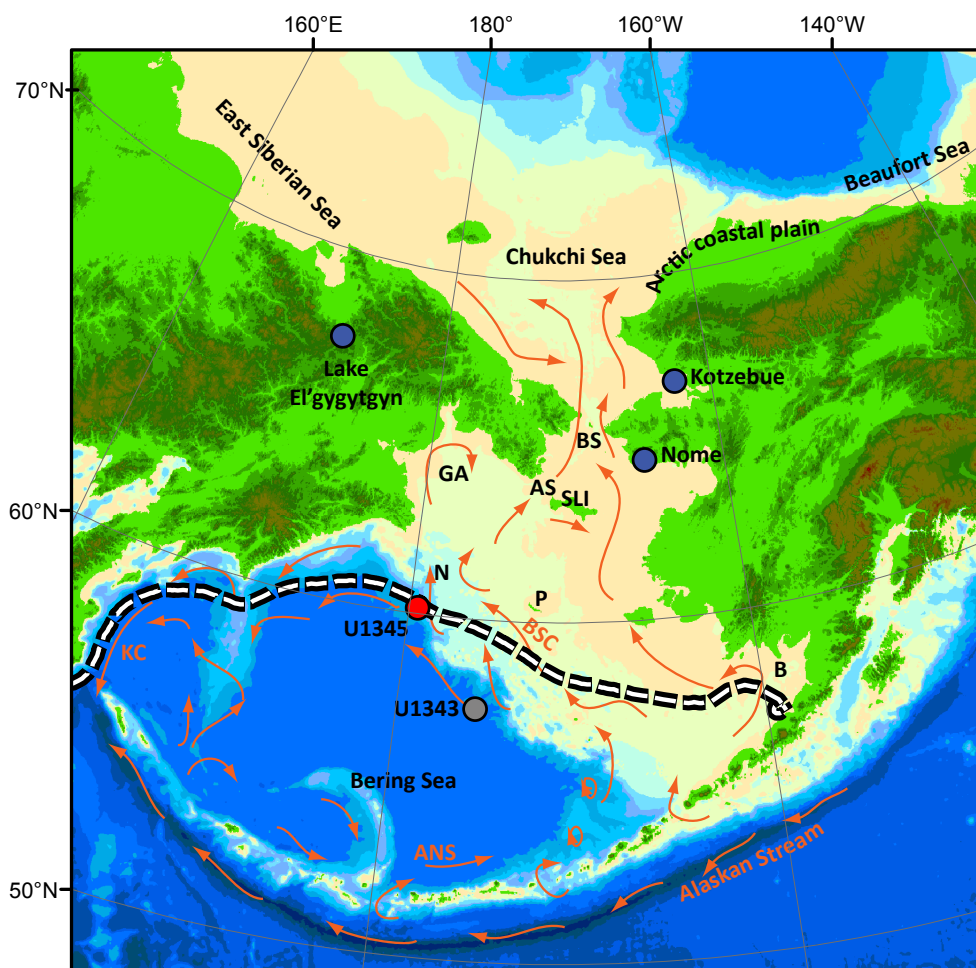 160°E
180°
160°W
140°W
70°N
60°N
50°N
East Siberian Sea
Beaufort Sea
Chukchi Sea
Arctic coastal plain
Lake
El'gygytgyn
Kotzebue
BS
Nome
GA
AS
SLI
N
P
U1345
BSC
KC
B
U1343
Bering Sea
ANS
Alaskan Stream